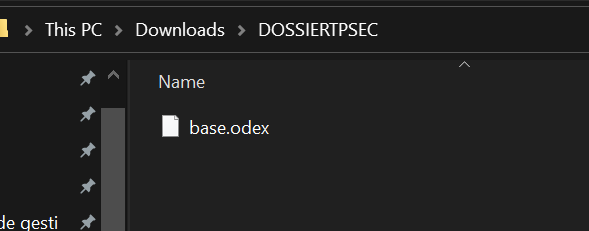 This PC > Downloads > DOSSIERTPSEC
Name
base.odex
de gesti